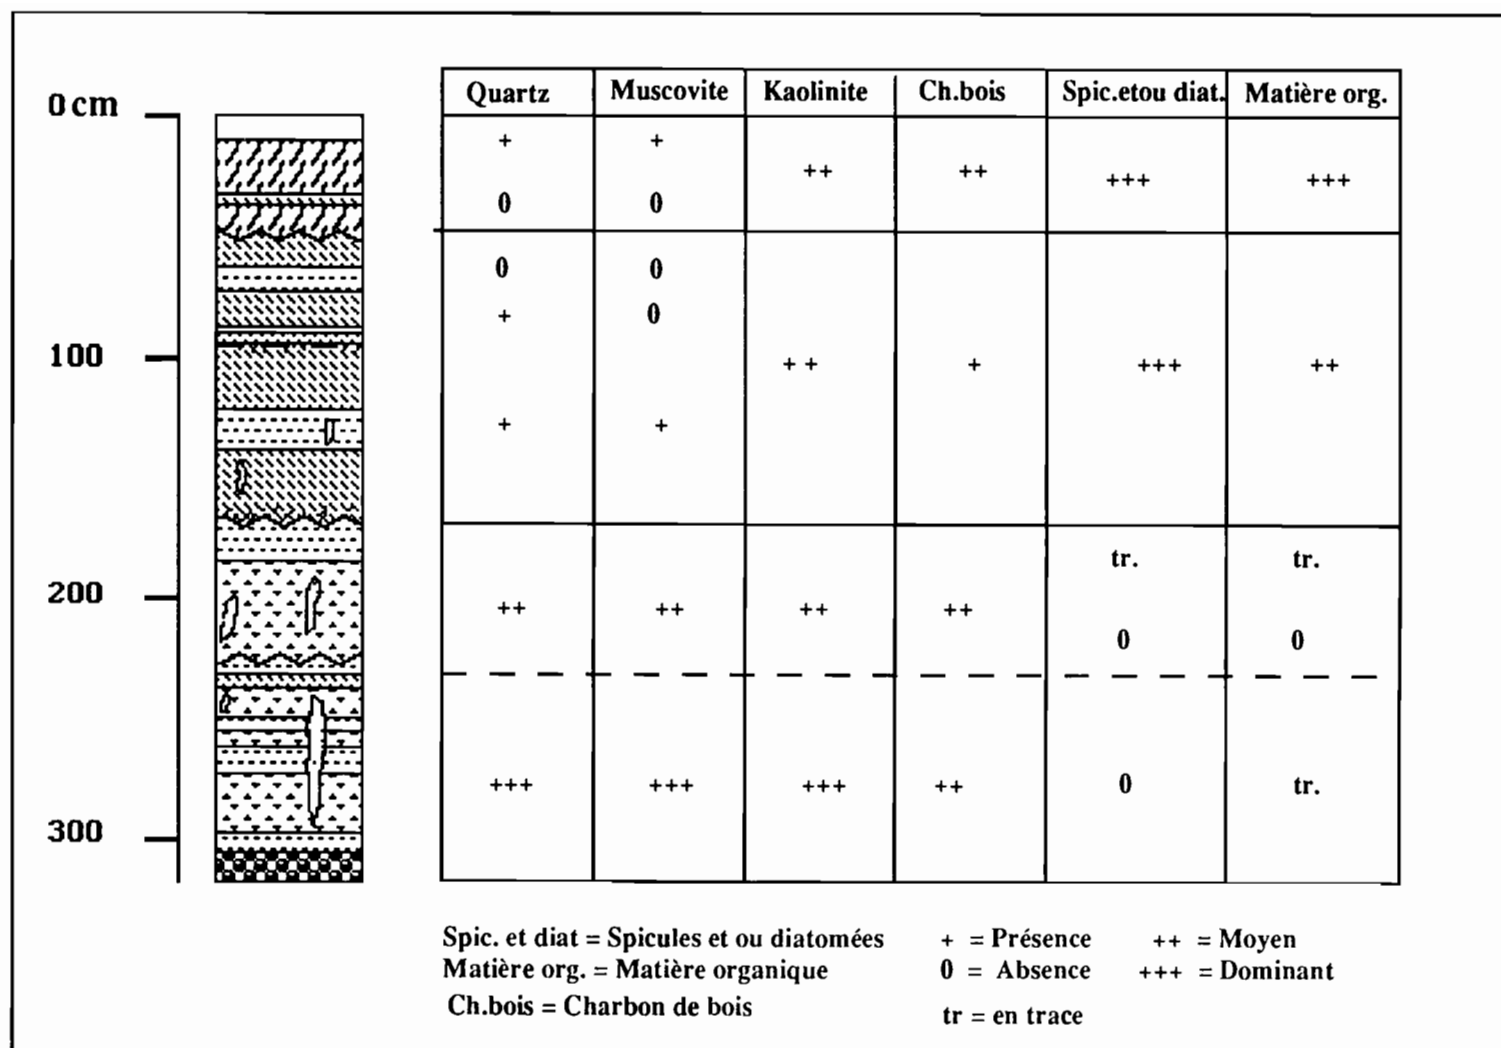 0 cm
Quartz Muscovite Kaolinite Ch.bois Spic.etou diat. Matière org.
+ +
++ ++ +++ +++
0 0
0 0
+ 0
100
++ + +++ ++
+ +
tr. tr.
200
++ ++ ++ ++
0 0
+++ +++ +++ ++ 0 tr.
300
Spic. et diat = Spicules et ou diatomées + = Présence ++ = Moyen
Matière org. = Matière organique 0 = Absence +++ = Dominant
Ch.bois = Charbon de bois
tr = en trace